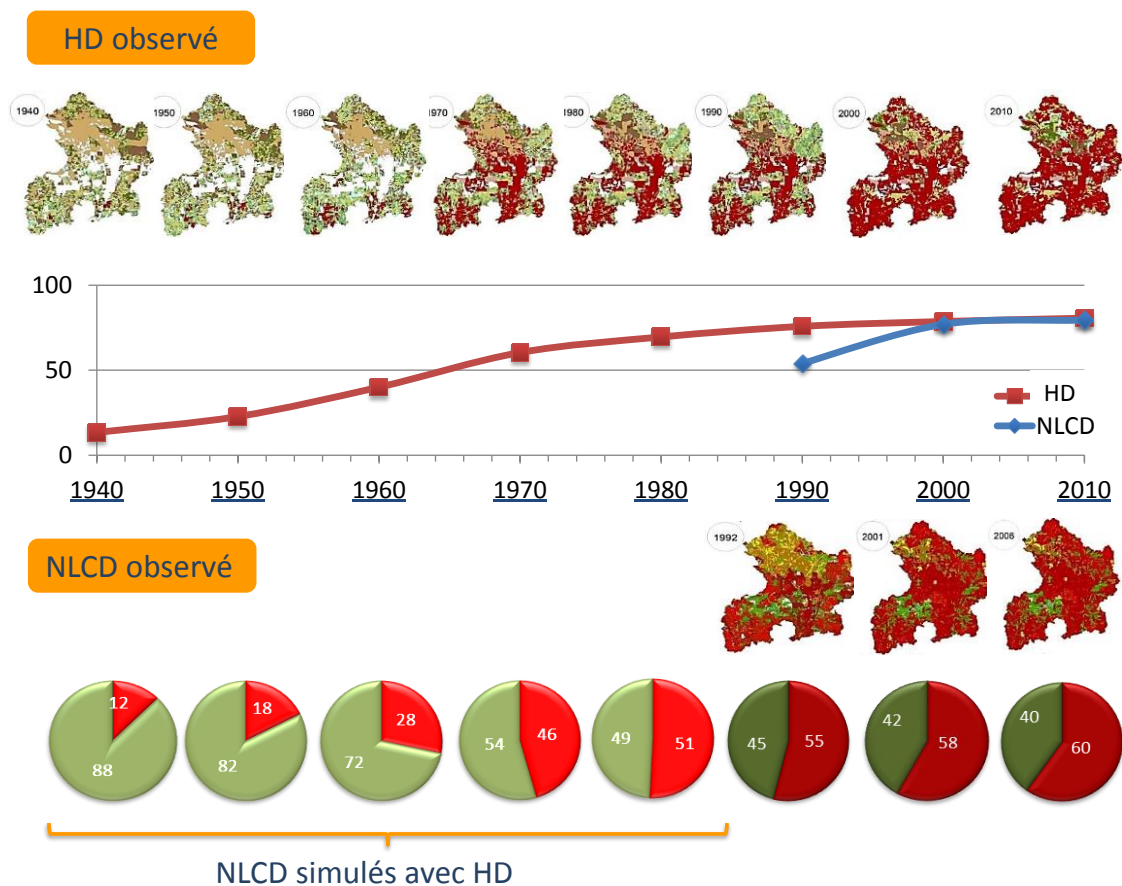 HD observé
1940 1950 1960 1970 1980 1990 2000 2010
100
50
0
HD
NLCD
1940 1950 1960 1970 1980 1990 2000 2010
NLCD observé
1992 2001 2006
12 18 28 46 51 55 58 60
88 82 72 54 49 45 42 40
NLCD simulés avec HD